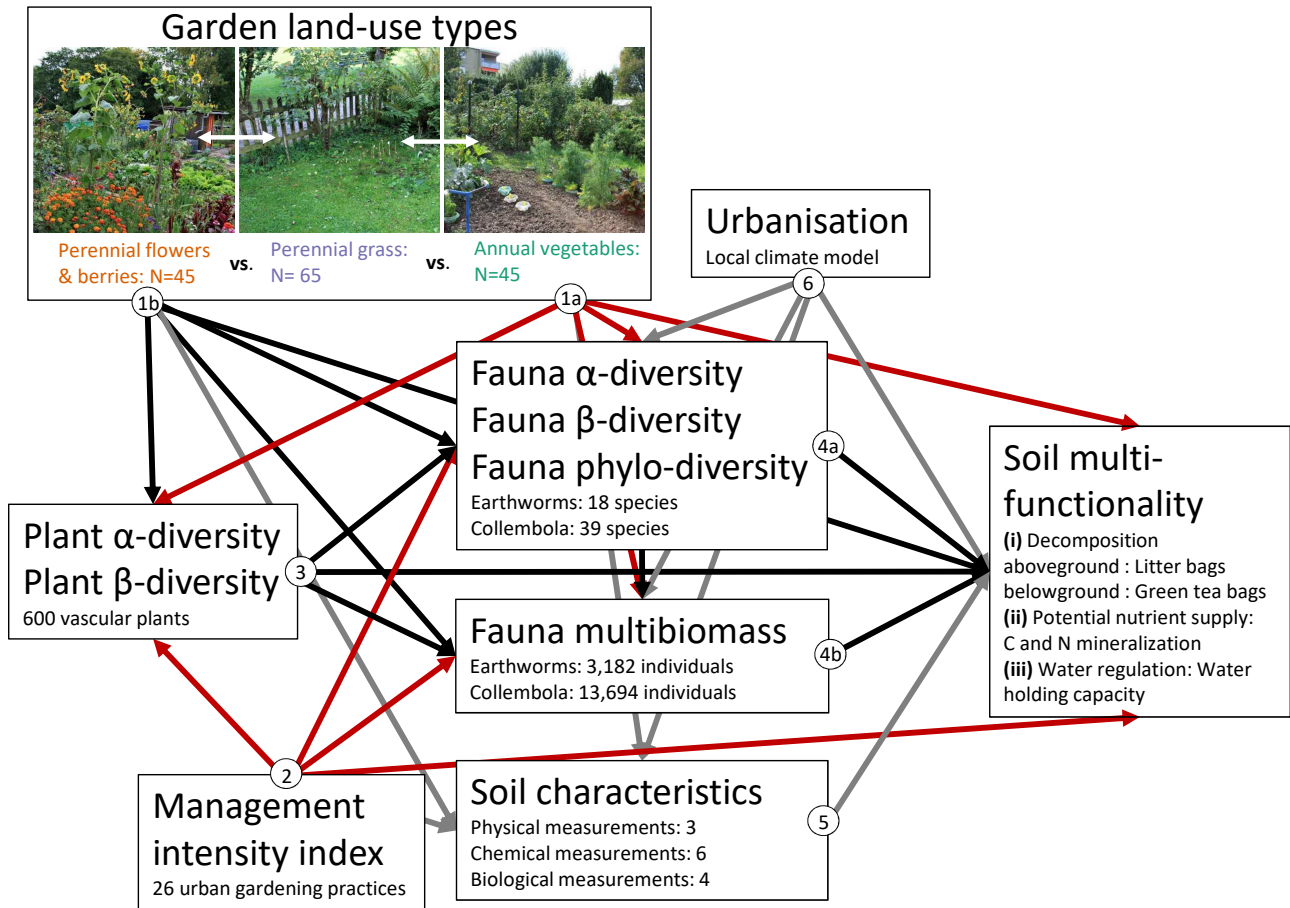 Garden land-use types
Perennial flowers
& berries: N=45
vs.
Perennial grass:
N= 65
vs.
Annual vegetables:
N=45
1b
1a
Urbanisation
Local climate model
6
Fauna α-diversity
Fauna β-diversity
Fauna phylo-diversity
Earthworms: 18 species
Collembola: 39 species
4a
Soil multi-
functionality
(i) Decomposition
aboveground : Litter bags
belowground : Green tea bags
(ii) Potential nutrient supply:
C and N mineralization
(iii) Water regulation: Water
holding capacity
Plant α-diversity
Plant β-diversity
600 vascular plants
3
Fauna multibiomass
Earthworms: 3,182 individuals
Collembola: 13,694 individuals
4b
2
Management
intensity index
26 urban gardening practices
Soil characteristics
Physical measurements: 3
Chemical measurements: 6
Biological measurements: 4
5